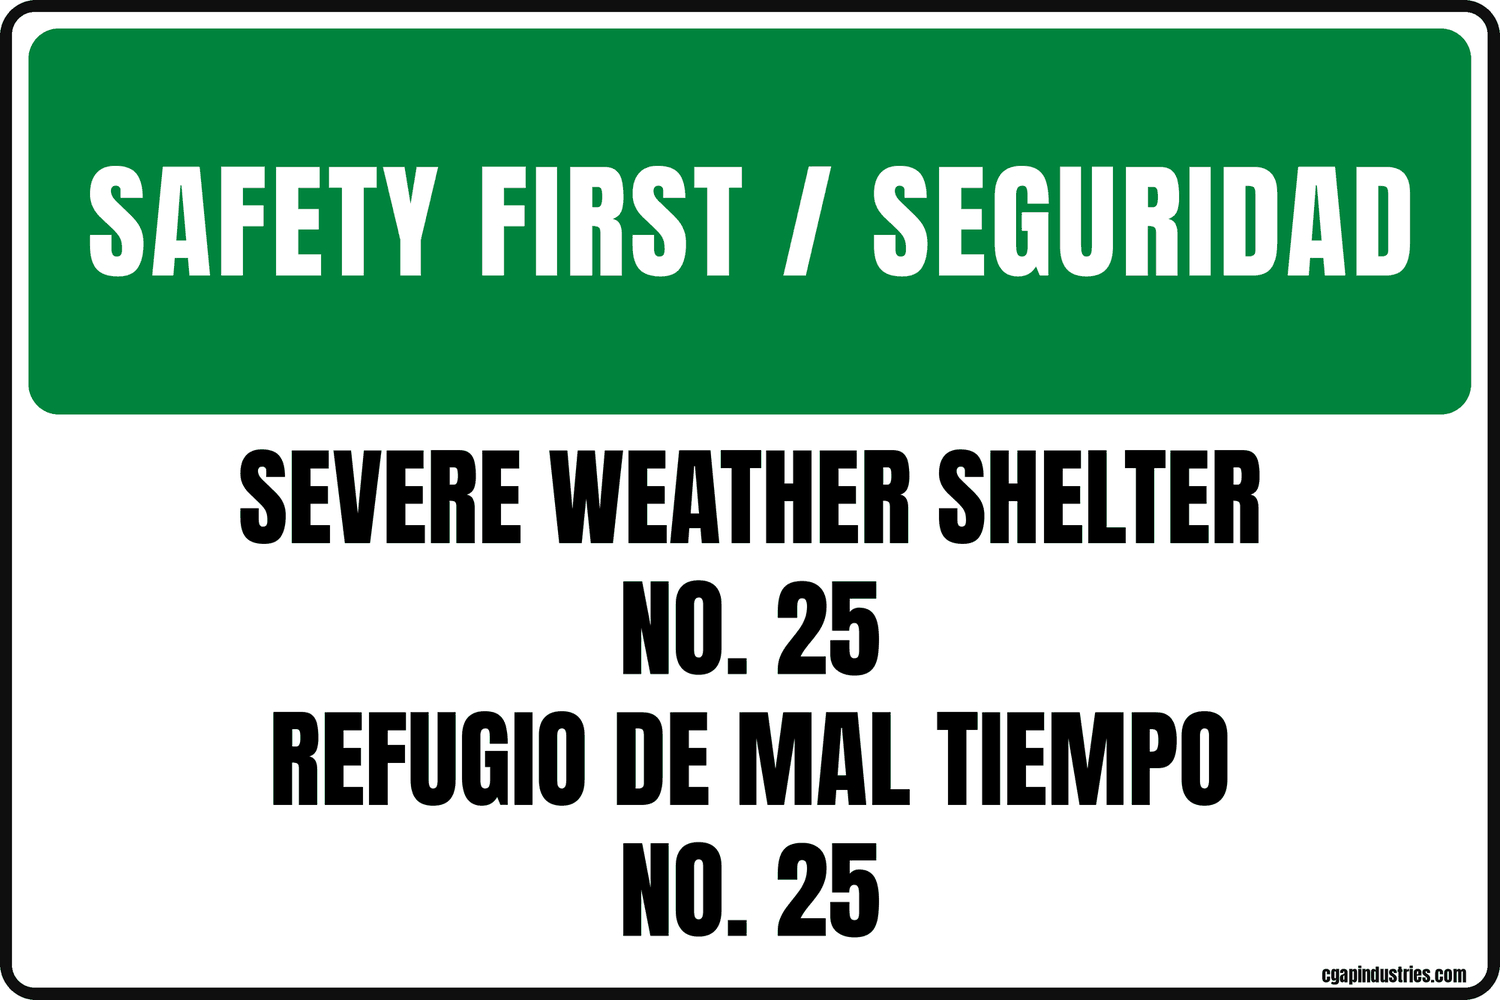 SAFETY FIRST / SEGURIDAD
SEVERE WEATHER SHELTER
NO. 25
REFUGIO DE MAL TIEMPO
NO. 25
cgapindustries.com